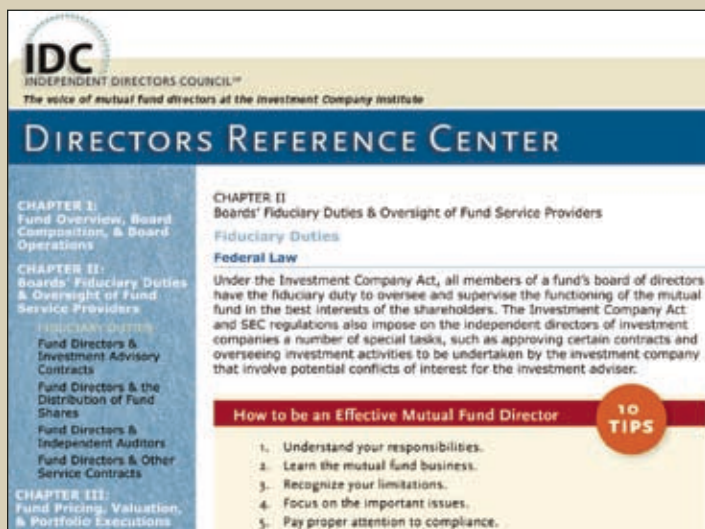 IDC
INDEPENDENT DIRECTORS COUNCIL℠
The voice of mutual fund directors at the Investment Company Institute
DIRECTORS REFERENCE CENTER
CHAPTER I:
Fund Overview, Board
Composition, & Board
Operations
CHAPTER II:
Boards' Fiduciary Duties
& Oversight of Fund
Service Providers
FIDUCIARY DUTIES
Fund Directors &
Investment Advisory
Contracts
Fund Directors & the
Distribution of Fund
Shares
Fund Directors &
Independent Auditors
Fund Directors & Other
Service Contracts
CHAPTER III:
Fund Pricing, Valuation,
& Portfolio Executions
CHAPTER II
Boards' Fiduciary Duties & Oversight of Fund Service Providers
Fiduciary Duties
Federal Law
Under the Investment Company Act, all members of a fund's board of directors
have the fiduciary duty to oversee and supervise the functioning of the mutual
fund in the best interests of the shareholders. The Investment Company Act
and SEC regulations also impose on the independent directors of investment
companies a number of special tasks, such as approving certain contracts and
overseeing investment activities to be undertaken by the investment company
that involve potential conflicts of interest for the investment adviser.
How to be an Effective Mutual Fund Director
10
TIPS
1. Understand your responsibilities.
2. Learn the mutual fund business.
3. Recognize your limitations.
4. Focus on the important issues.
5. Pay proper attention to compliance.